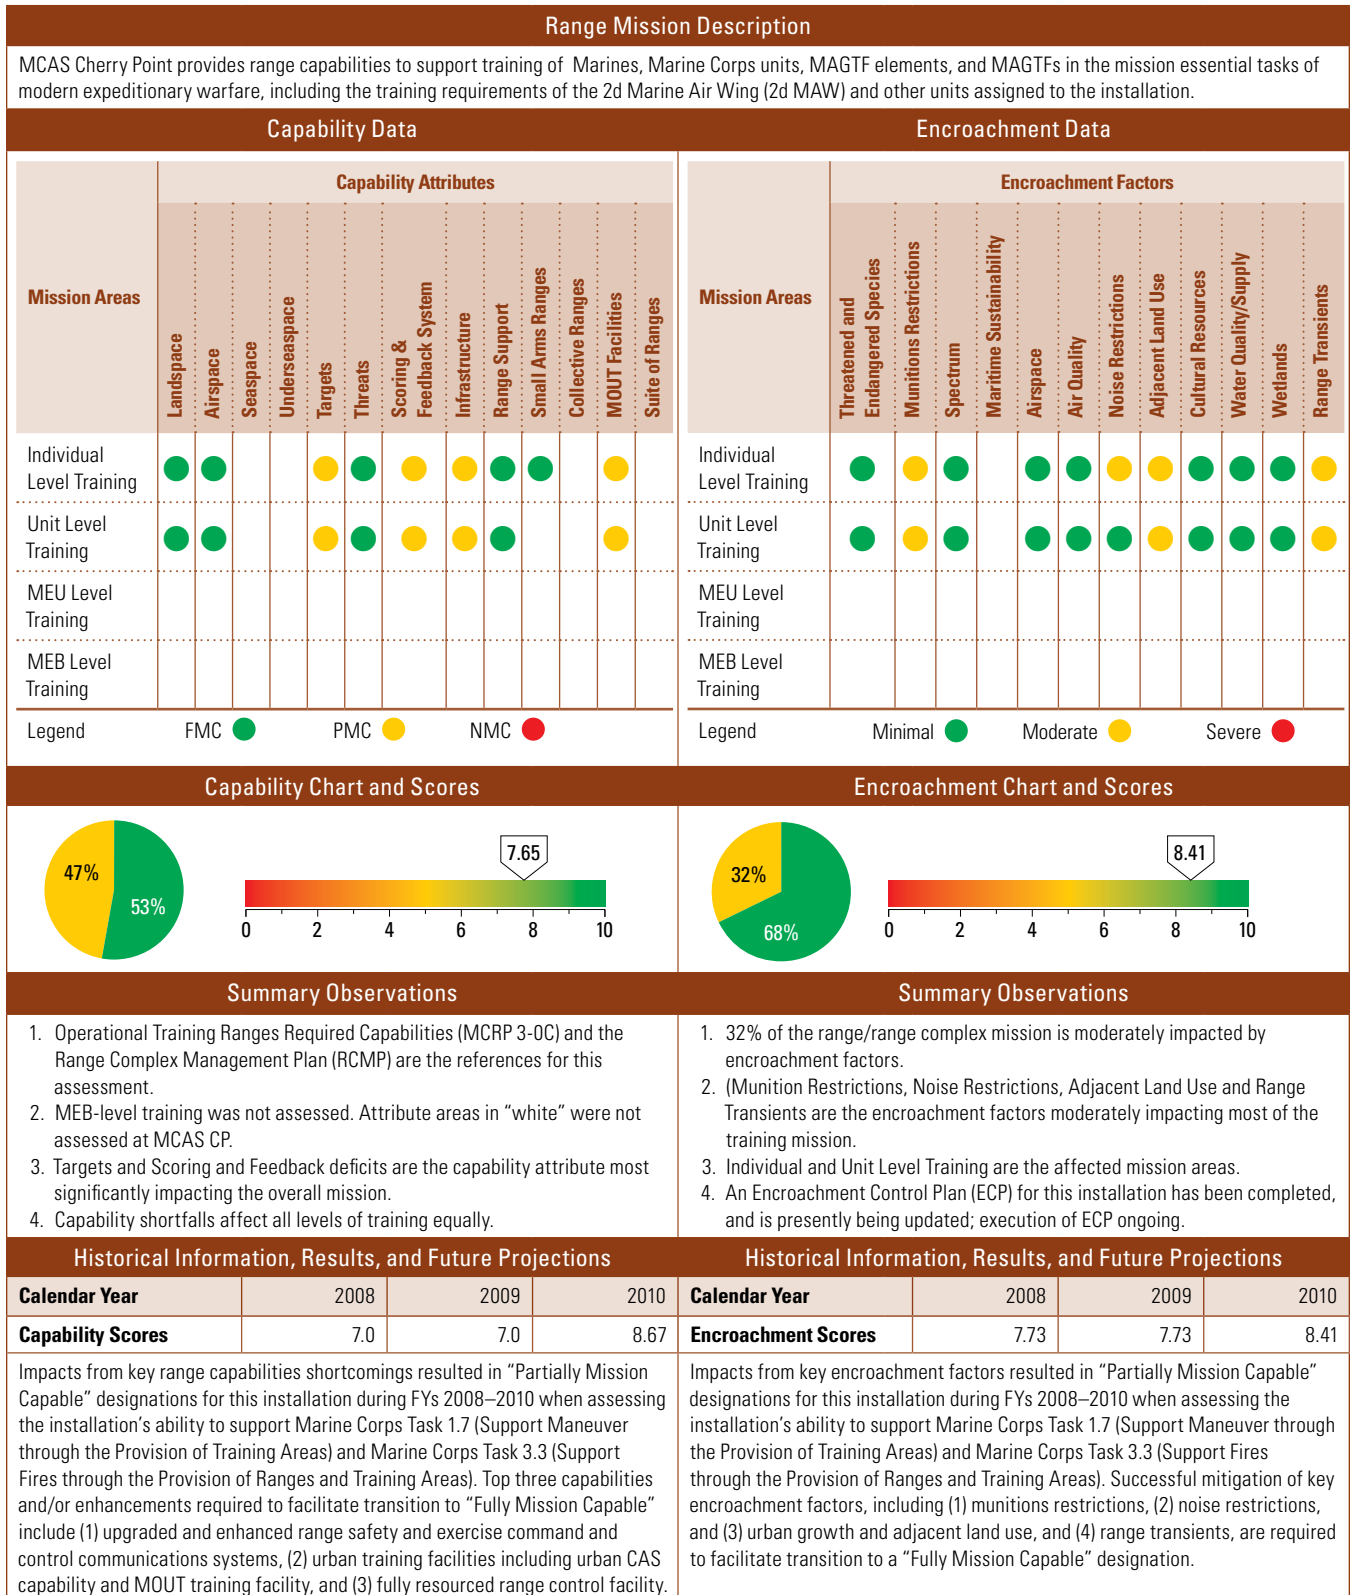 Range Mission Description
MCAS Cherry Point provides range capabilities to support training of Marines, Marine Corps units, MAGTF elements, and MAGTFs in the mission essential tasks of
modern expeditionary warfare, including the training requirements of the 2d Marine Air Wing (2d MAW) and other units assigned to the installation.
Capability Data
Mission Areas
Capability Attributes
Landspace
Airspace
Seaspace
Underseaspace
Targets
Threats
Scoring &
Feedback System
Infrastructure
Range Support
Small Arms Ranges
Collective Ranges
MOUT Facilities
Suite of Ranges
Individual
Level Training
Unit Level
Training
MEU Level
Training
MEB Level
Training
Legend FMC PMC NMC
Encroachment Data
Mission Areas
Encroachment Factors
Threatened and
Endangered Species
Munitions Restrictions
Spectrum
Maritime Sustainability
Airspace
Air Quality
Noise Restrictions
Adjacent Land Use
Cultural Resources
Water Quality/Supply
Wetlands
Range Transients
Individual
Level Training
Unit Level
Training
MEU Level
Training
MEB Level
Training
Legend Minimal Moderate Severe
Capability Chart and Scores
47%
53%
7.65
0 2 4 6 8 10
Encroachment Chart and Scores
32%
68%
8.41
0 2 4 6 8 10
Summary Observations
1. Operational Training Ranges Required Capabilities (MCRP 3-0C) and the
Range Complex Management Plan (RCMP) are the references for this
assessment.
2. MEB-level training was not assessed. Attribute areas in “white” were not
assessed at MCAS CP.
3. Targets and Scoring and Feedback deficits are the capability attribute most
significantly impacting the overall mission.
4. Capability shortfalls affect all levels of training equally.
Summary Observations
1. 32% of the range/range complex mission is moderately impacted by
encroachment factors.
2. (Munition Restrictions, Noise Restrictions, Adjacent Land Use and Range
Transients are the encroachment factors moderately impacting most of the
training mission.
3. Individual and Unit Level Training are the affected mission areas.
4. An Encroachment Control Plan (ECP) for this installation has been completed,
and is presently being updated; execution of ECP ongoing.
Historical Information, Results, and Future Projections
Calendar Year 2008 2009 2010
Capability Scores 7.0 7.0 8.67
Impacts from key range capabilities shortcomings resulted in “Partially Mission
Capable” designations for this installation during FYs 2008–2010 when assessing
the installation’s ability to support Marine Corps Task 1.7 (Support Maneuver
through the Provision of Training Areas) and Marine Corps Task 3.3 (Support
Fires through the Provision of Ranges and Training Areas). Top three capabilities
and/or enhancements required to facilitate transition to “Fully Mission Capable”
include (1) upgraded and enhanced range safety and exercise command and
control communications systems, (2) urban training facilities including urban CAS
capability and MOUT training facility, and (3) fully resourced range control facility.
Historical Information, Results, and Future Projections
Calendar Year 2008 2009 2010
Encroachment Scores 7.73 7.73 8.41
Impacts from key encroachment factors resulted in “Partially Mission Capable”
designations for this installation during FYs 2008–2010 when assessing the
installation’s ability to support Marine Corps Task 1.7 (Support Maneuver through
the Provision of Training Areas) and Marine Corps Task 3.3 (Support Fires
through the Provision of Ranges and Training Areas). Successful mitigation of key
encroachment factors, including (1) munitions restrictions, (2) noise restrictions,
and (3) urban growth and adjacent land use, and (4) range transients, are required
to facilitate transition to a “Fully Mission Capable” designation.